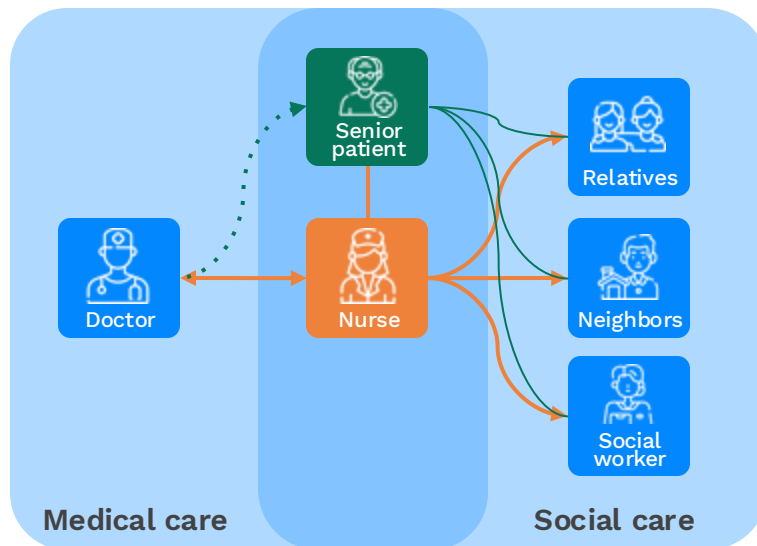 Senior
patient
Relatives
Doctor
Nurse
Neighbors
Social
worker
Medical care
Social care